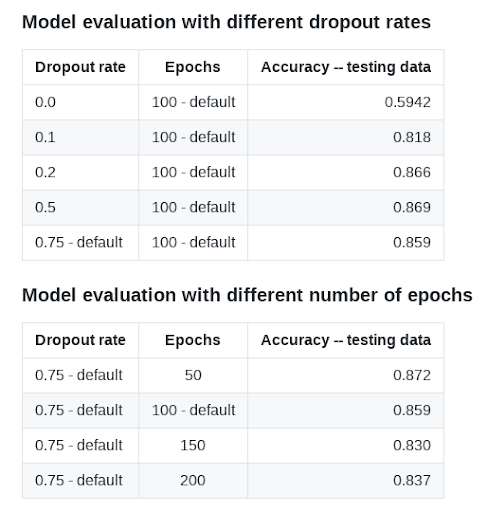 Model evaluation with different dropout rates
Dropout rate Epochs Accuracy -- testing data
0.0 100 - default 0.5942
0.1 100 - default 0.818
0.2 100 - default 0.866
0.5 100 - default 0.869
0.75 - default 100 - default 0.859
Model evaluation with different number of epochs
Dropout rate Epochs Accuracy -- testing data
0.75 - default 50 0.872
0.75 - default 100 - default 0.859
0.75 - default 150 0.830
0.75 - default 200 0.837